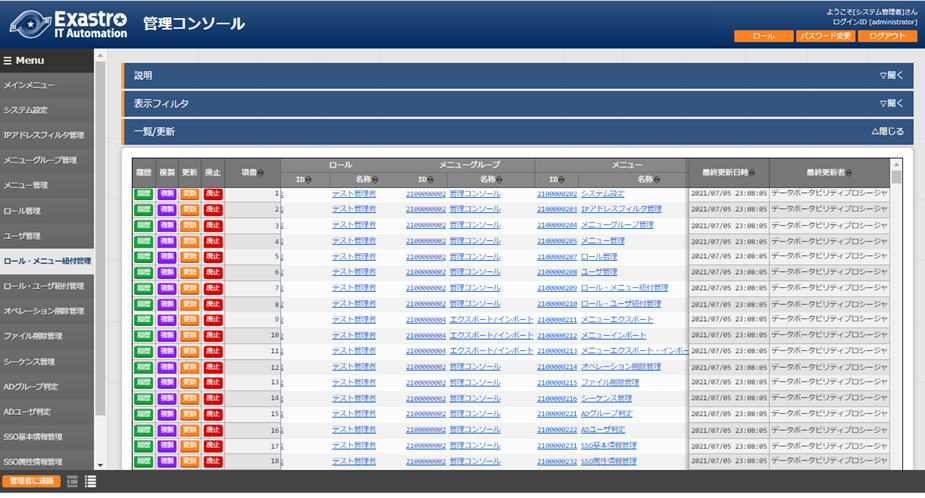 Exastro
IT Automation
管理コンソール
ようこそ[システム管理者]さん
ログインID [administrator]
ロール パスワード変更 ログアウト
Menu
メインメニュー
システム設定
IPアドレスフィルタ管理
メニューグループ管理
メニュー管理
ロール管理
ユーザ管理
ロール・メニュー紐付管理
ロール・ユーザ紐付管理
オペレーション削除管理
ファイル削除管理
シーケンス管理
ADグループ判定
ADユーザ判定
SSO基本情報管理
SSO属性情報管理
管理者に連絡
説明 ▽開く
表示フィルタ ▽開く
一覧/更新 △閉じる
履歴 複製 更新 廃止 項番 ロール メニューグループ メニュー 最終更新日時 最終更新者
ID 名称 ID 名称 ID 名称
履歴 複製 更新 廃止 1 テスト管理者 2100000002 管理コンソール 2100000202 システム設定 2021/07/05 23:08:05 データポータビリティプロシージャ
履歴 複製 更新 廃止 2 テスト管理者 2100000002 管理コンソール 2100000203 IPアドレスフィルタ管理 2021/07/05 23:08:05 データポータビリティプロシージャ
履歴 複製 更新 廃止 3 テスト管理者 2100000002 管理コンソール 2100000204 メニューグループ管理 2021/07/05 23:08:05 データポータビリティプロシージャ
履歴 複製 更新 廃止 4 テスト管理者 2100000002 管理コンソール 2100000205 メニュー管理 2021/07/05 23:08:05 データポータビリティプロシージャ
履歴 複製 更新 廃止 5 テスト管理者 2100000002 管理コンソール 2100000207 ロール管理 2021/07/05 23:08:05 データポータビリティプロシージャ
履歴 複製 更新 廃止 6 テスト管理者 2100000002 管理コンソール 2100000208 ユーザ管理 2021/07/05 23:08:05 データポータビリティプロシージャ
履歴 複製 更新 廃止 7 テスト管理者 2100000002 管理コンソール 2100000209 ロール・メニュー紐付管理 2021/07/05 23:08:05 データポータビリティプロシージャ
履歴 複製 更新 廃止 8 テスト管理者 2100000002 管理コンソール 2100000210 ロール・ユーザ紐付管理 2021/07/05 23:08:05 データポータビリティプロシージャ
履歴 複製 更新 廃止 9 テスト管理者 2100000004 エクスポート/インポート 2100000211 メニューエクスポート 2021/07/05 23:08:05 データポータビリティプロシージャ
履歴 複製 更新 廃止 10 テスト管理者 2100000004 エクスポート/インポート 2100000212 メニューインポート 2021/07/05 23:08:05 データポータビリティプロシージャ
履歴 複製 更新 廃止 11 テスト管理者 2100000004 エクスポート/インポート 2100000213 メニューエクスポート・インポー 2021/07/05 23:08:05 データポータビリティプロシージャ
履歴 複製 更新 廃止 12 テスト管理者 2100000002 管理コンソール 2100000214 オペレーション削除管理 2021/07/05 23:08:05 データポータビリティプロシージャ
履歴 複製 更新 廃止 13 テスト管理者 2100000002 管理コンソール 2100000215 ファイル削除管理 2021/07/05 23:08:05 データポータビリティプロシージャ
履歴 複製 更新 廃止 14 テスト管理者 2100000002 管理コンソール 2100000216 シーケンス管理 2021/07/05 23:08:05 データポータビリティプロシージャ
履歴 複製 更新 廃止 15 テスト管理者 2100000002 管理コンソール 2100000221 ADグループ判定 2021/07/05 23:08:05 データポータビリティプロシージャ
履歴 複製 更新 廃止 16 テスト管理者 2100000002 管理コンソール 2100000222 ADユーザ判定 2021/07/05 23:08:05 データポータビリティプロシージャ
履歴 複製 更新 廃止 17 テスト管理者 2100000002 管理コンソール 2100000231 SSO基本情報管理 2021/07/05 23:08:05 データポータビリティプロシージャ
履歴 複製 更新 廃止 18 テスト管理者 2100000002 管理コンソール 2100000232 SSO属性情報管理 2021/07/05 23:08:05 データポータビリティプロシージャ